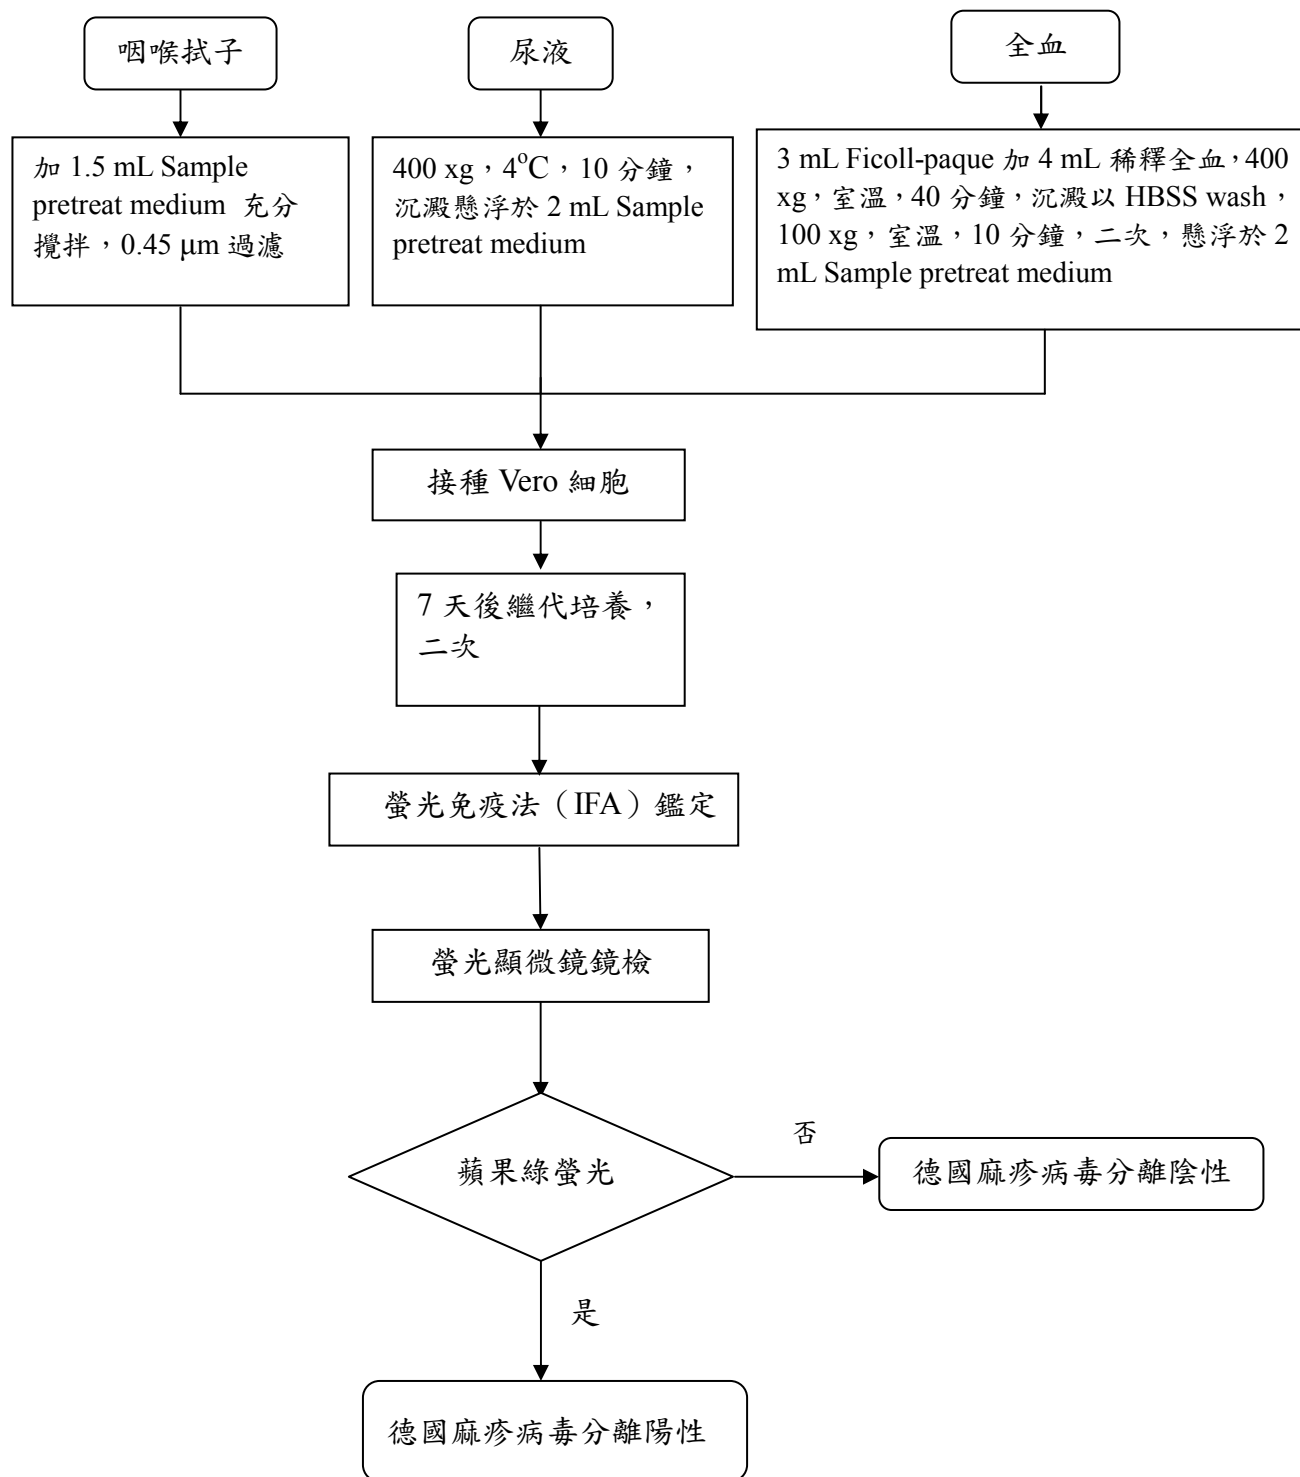 咽喉拭子
尿液
全血
加 1.5 mL Sample
pretreat medium 充分
攪拌，0.45 μm 過濾
400 xg，4°C，10 分鐘，
沉澱懸浮於 2 mL Sample
pretreat medium
3 mL Ficoll-paque 加 4 mL 稀釋全血，400
xg，室溫，40 分鐘，沉澱以 HBSS wash，
100 xg，室溫，10 分鐘，二次，懸浮於 2
mL Sample pretreat medium
接種 Vero 細胞
7 天後繼代培養，
二次
螢光免疫法（IFA）鑑定
螢光顯微鏡鏡檢
蘋果綠螢光
否
德國麻疹病毒分離陰性
是
德國麻疹病毒分離陽性